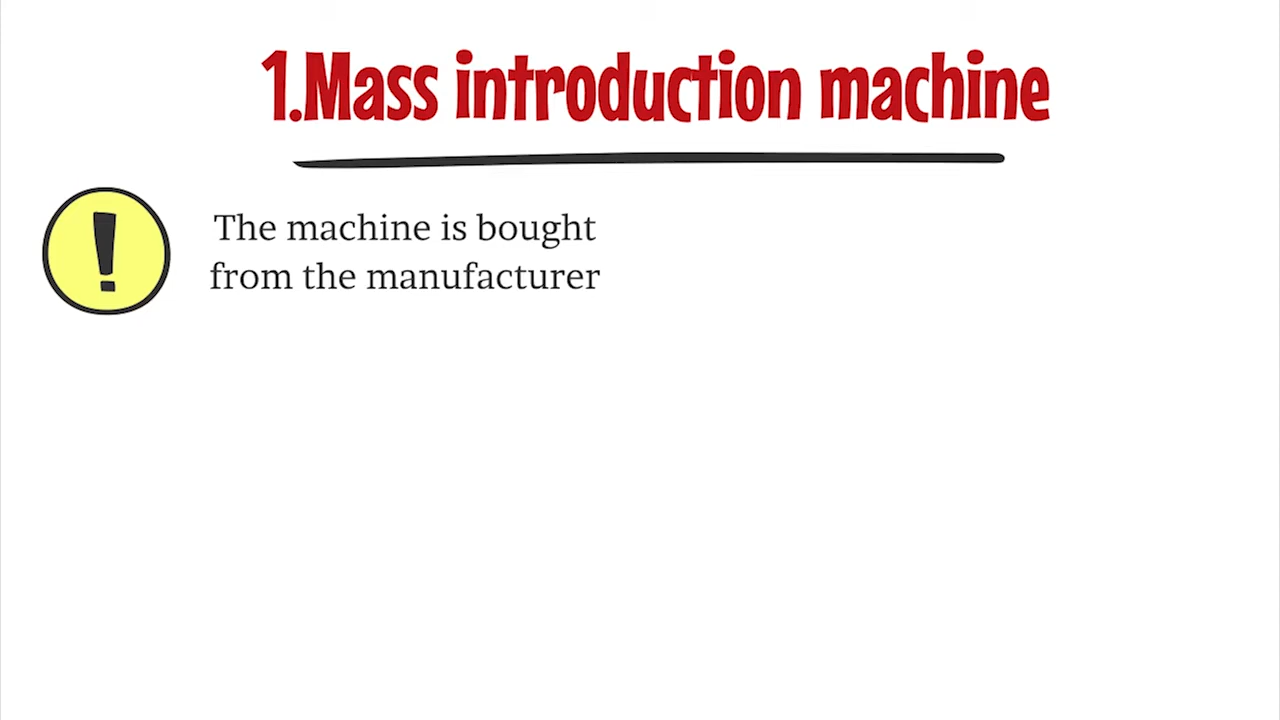 1.Mass introduction machine
!
The machine is bought
from the manufacturer